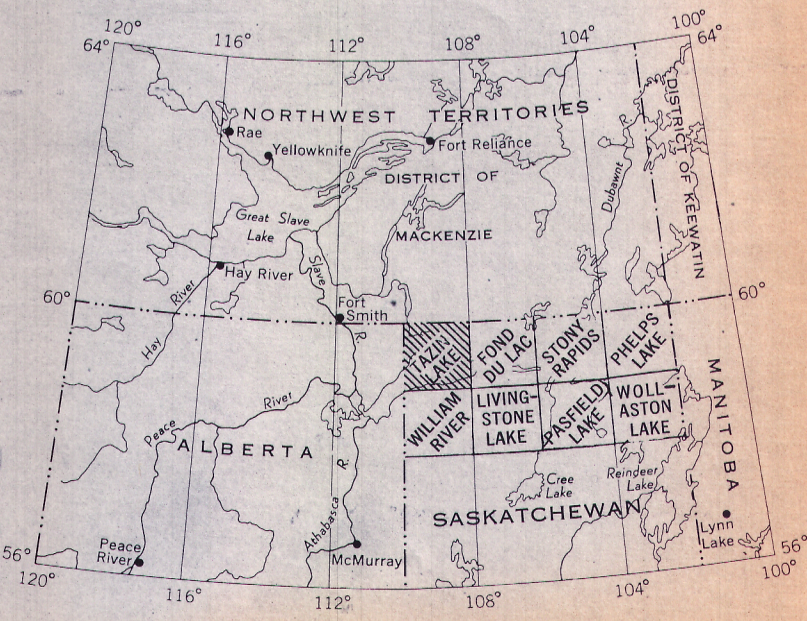 120°
116°
112°
108°
104°
100°
64°
64°
NORTHWEST TERRITORIES
DISTRICT OF KEEWATIN
Rae
Yellowknife
Fort Reliance
DISTRICT OF
MACKENZIE
Dubawnt
R.
Great Slave
Lake
Slave
Hay River
Fort
Smith
R.
60°
60°
River
Hay
TAZIN
LAKE
FOND
DU LAC
STONY
RAPIDS
PHELPS
LAKE
WILLIAM
RIVER
LIVING-
STONE
LAKE
PASFIELD
LAKE
WOLL-
ASTON
LAKE
MANITOBA
Peace
River
ALBERTA
R.
Athabasca
Cree
Lake
Reindeer
Lake
SASKATCHEWAN
Lynn
Lake
Peace
River
McMurray
56°
56°
120°
116°
112°
108°
104°
100°